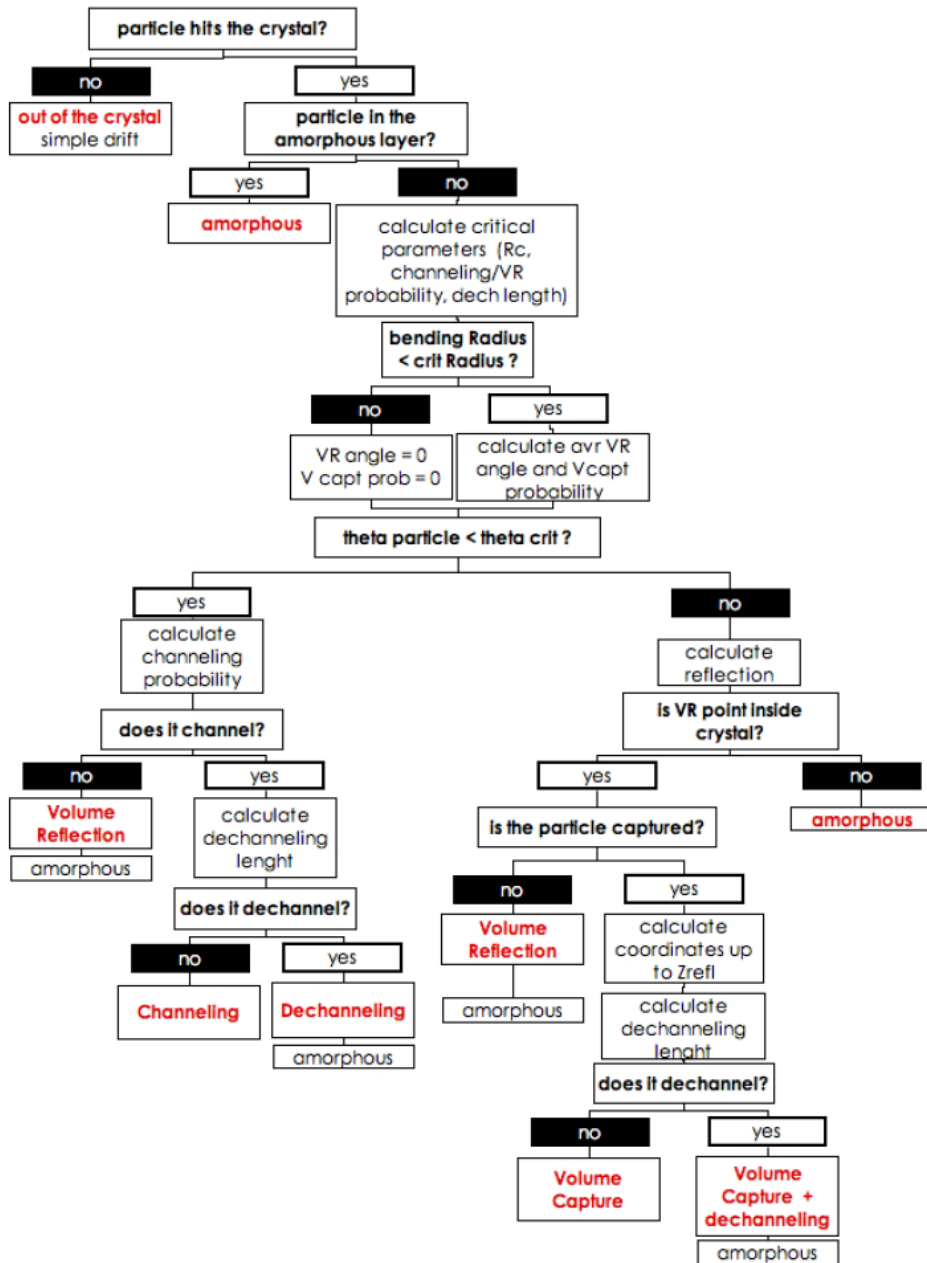 particle hits the crystal?
no
yes
out of the crystal
simple drift
particle in the
amorphous layer?
yes
no
amorphous
calculate critical
parameters (Rc,
channeling/VR
probability, dech length)
bending Radius
< crit Radius ?
no
yes
VR angle = 0
V capt prob = 0
calculate avr VR
angle and Vcapt
probability
theta particle < theta crit ?
yes
no
calculate
channeling
probability
calculate
reflection
does it channel?
is VR point inside
crystal?
no
yes
yes
no
Volume
Reflection
amorphous
calculate
dechanneling
lenght
is the particle captured?
amorphous
does it dechannel?
no
yes
no
yes
Channeling
Dechanneling
amorphous
Volume
Reflection
amorphous
calculate
coordinates up
to Zrefl
calculate
dechanneling
lenght
does it dechannel?
no
yes
Volume
Capture
Volume
Capture +
dechanneling
amorphous